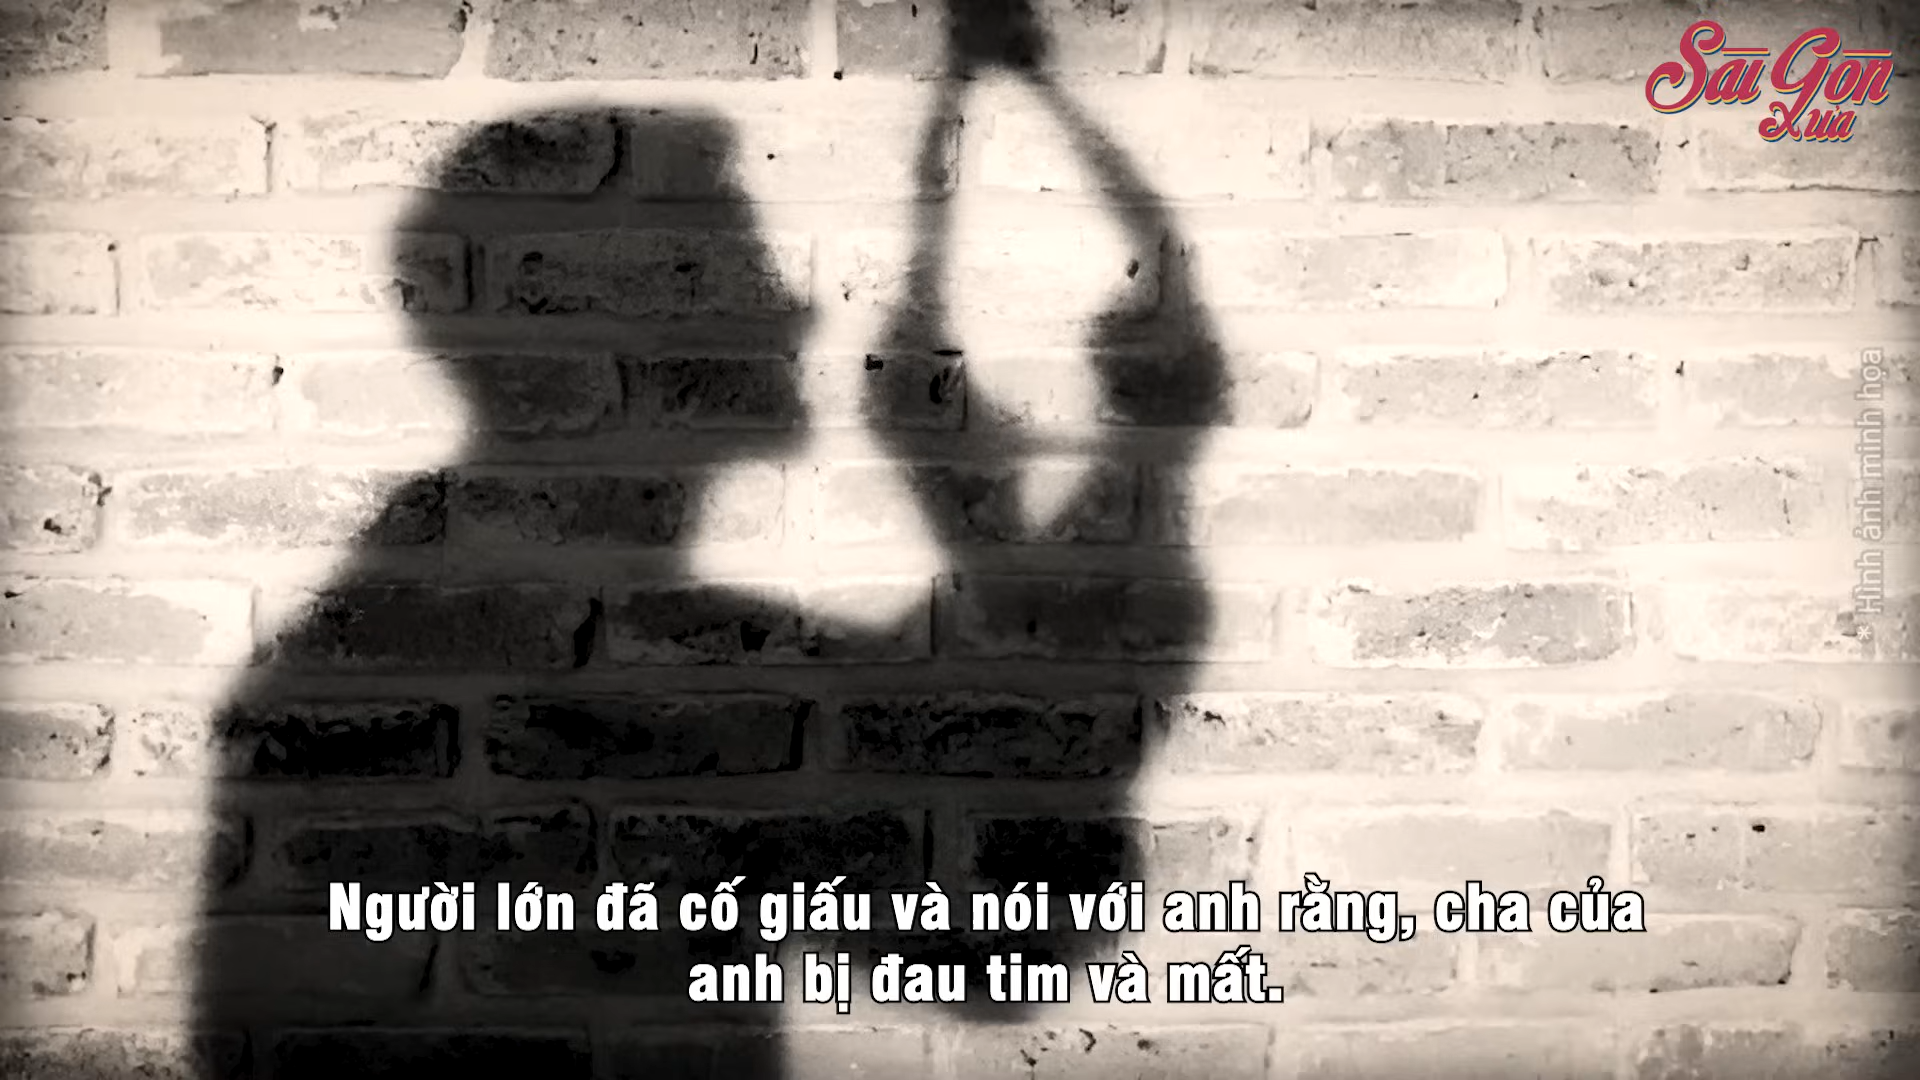 Sài Gòn
Xưa
* Hình ảnh minh họa
Người lớn đã cố giấu và nói với anh rằng, cha của
anh bị đau tim và mất.